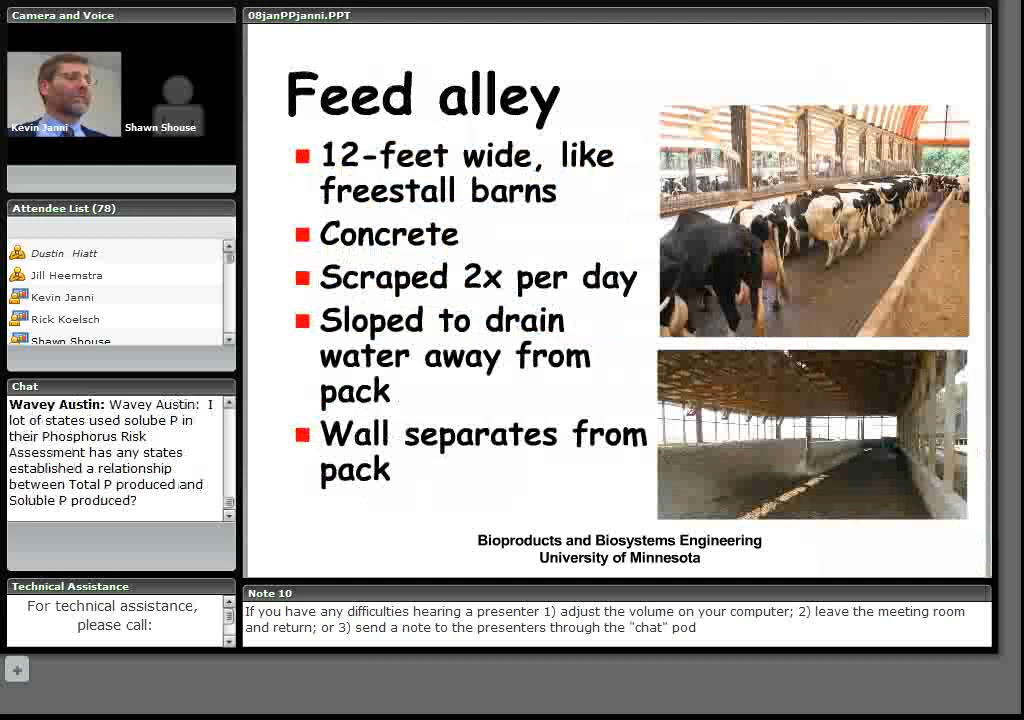 Camera and Voice
Kevin Janni
Shawn Shouse
Attendee List (78)
Dustin Hiatt
Jill Heemstra
Kevin Janni
Rick Koelsch
Shawn Shouse
Chat
Wavey Austin: Wavey Austin: I
lot of states used solube P in
their Phosphorus Risk
Assessment has any states
established a relationship
between Total P produced and
Soluble P produced?
Technical Assistance
For technical assistance,
please call:
08janPPjanni.PPT
Feed alley
12-feet wide, like
freestall barns
Concrete
Scraped 2x per day
Sloped to drain
water away from
pack
Wall separates from
pack
Bioproducts and Biosystems Engineering
University of Minnesota
Note 10
If you have any difficulties hearing a presenter 1) adjust the volume on your computer; 2) leave the meeting room
and return; or 3) send a note to the presenters through the "chat" pod